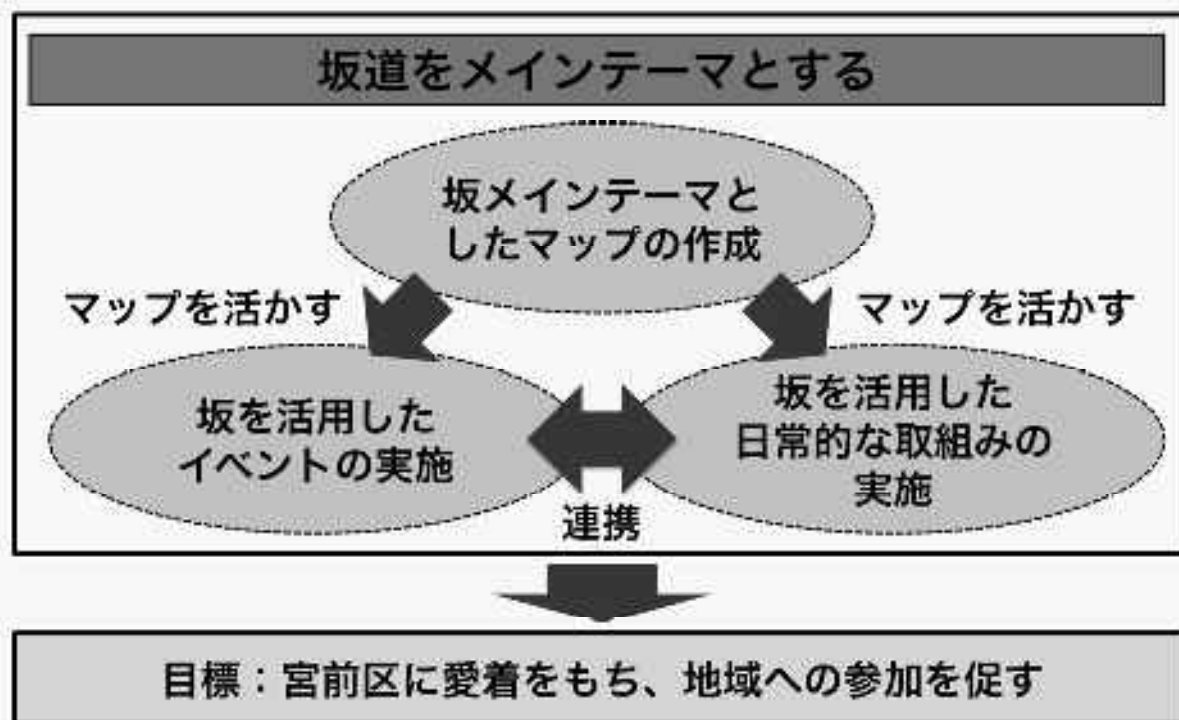 坂道をメインテーマとする
坂メインテーマと
したマップの作成
マップを活かす
マップを活かす
坂を活用した
イベントの実施
坂を活用した
日常的な取組みの
実施
連携
目標：宮前区に愛着をもち、地域への参加を促す